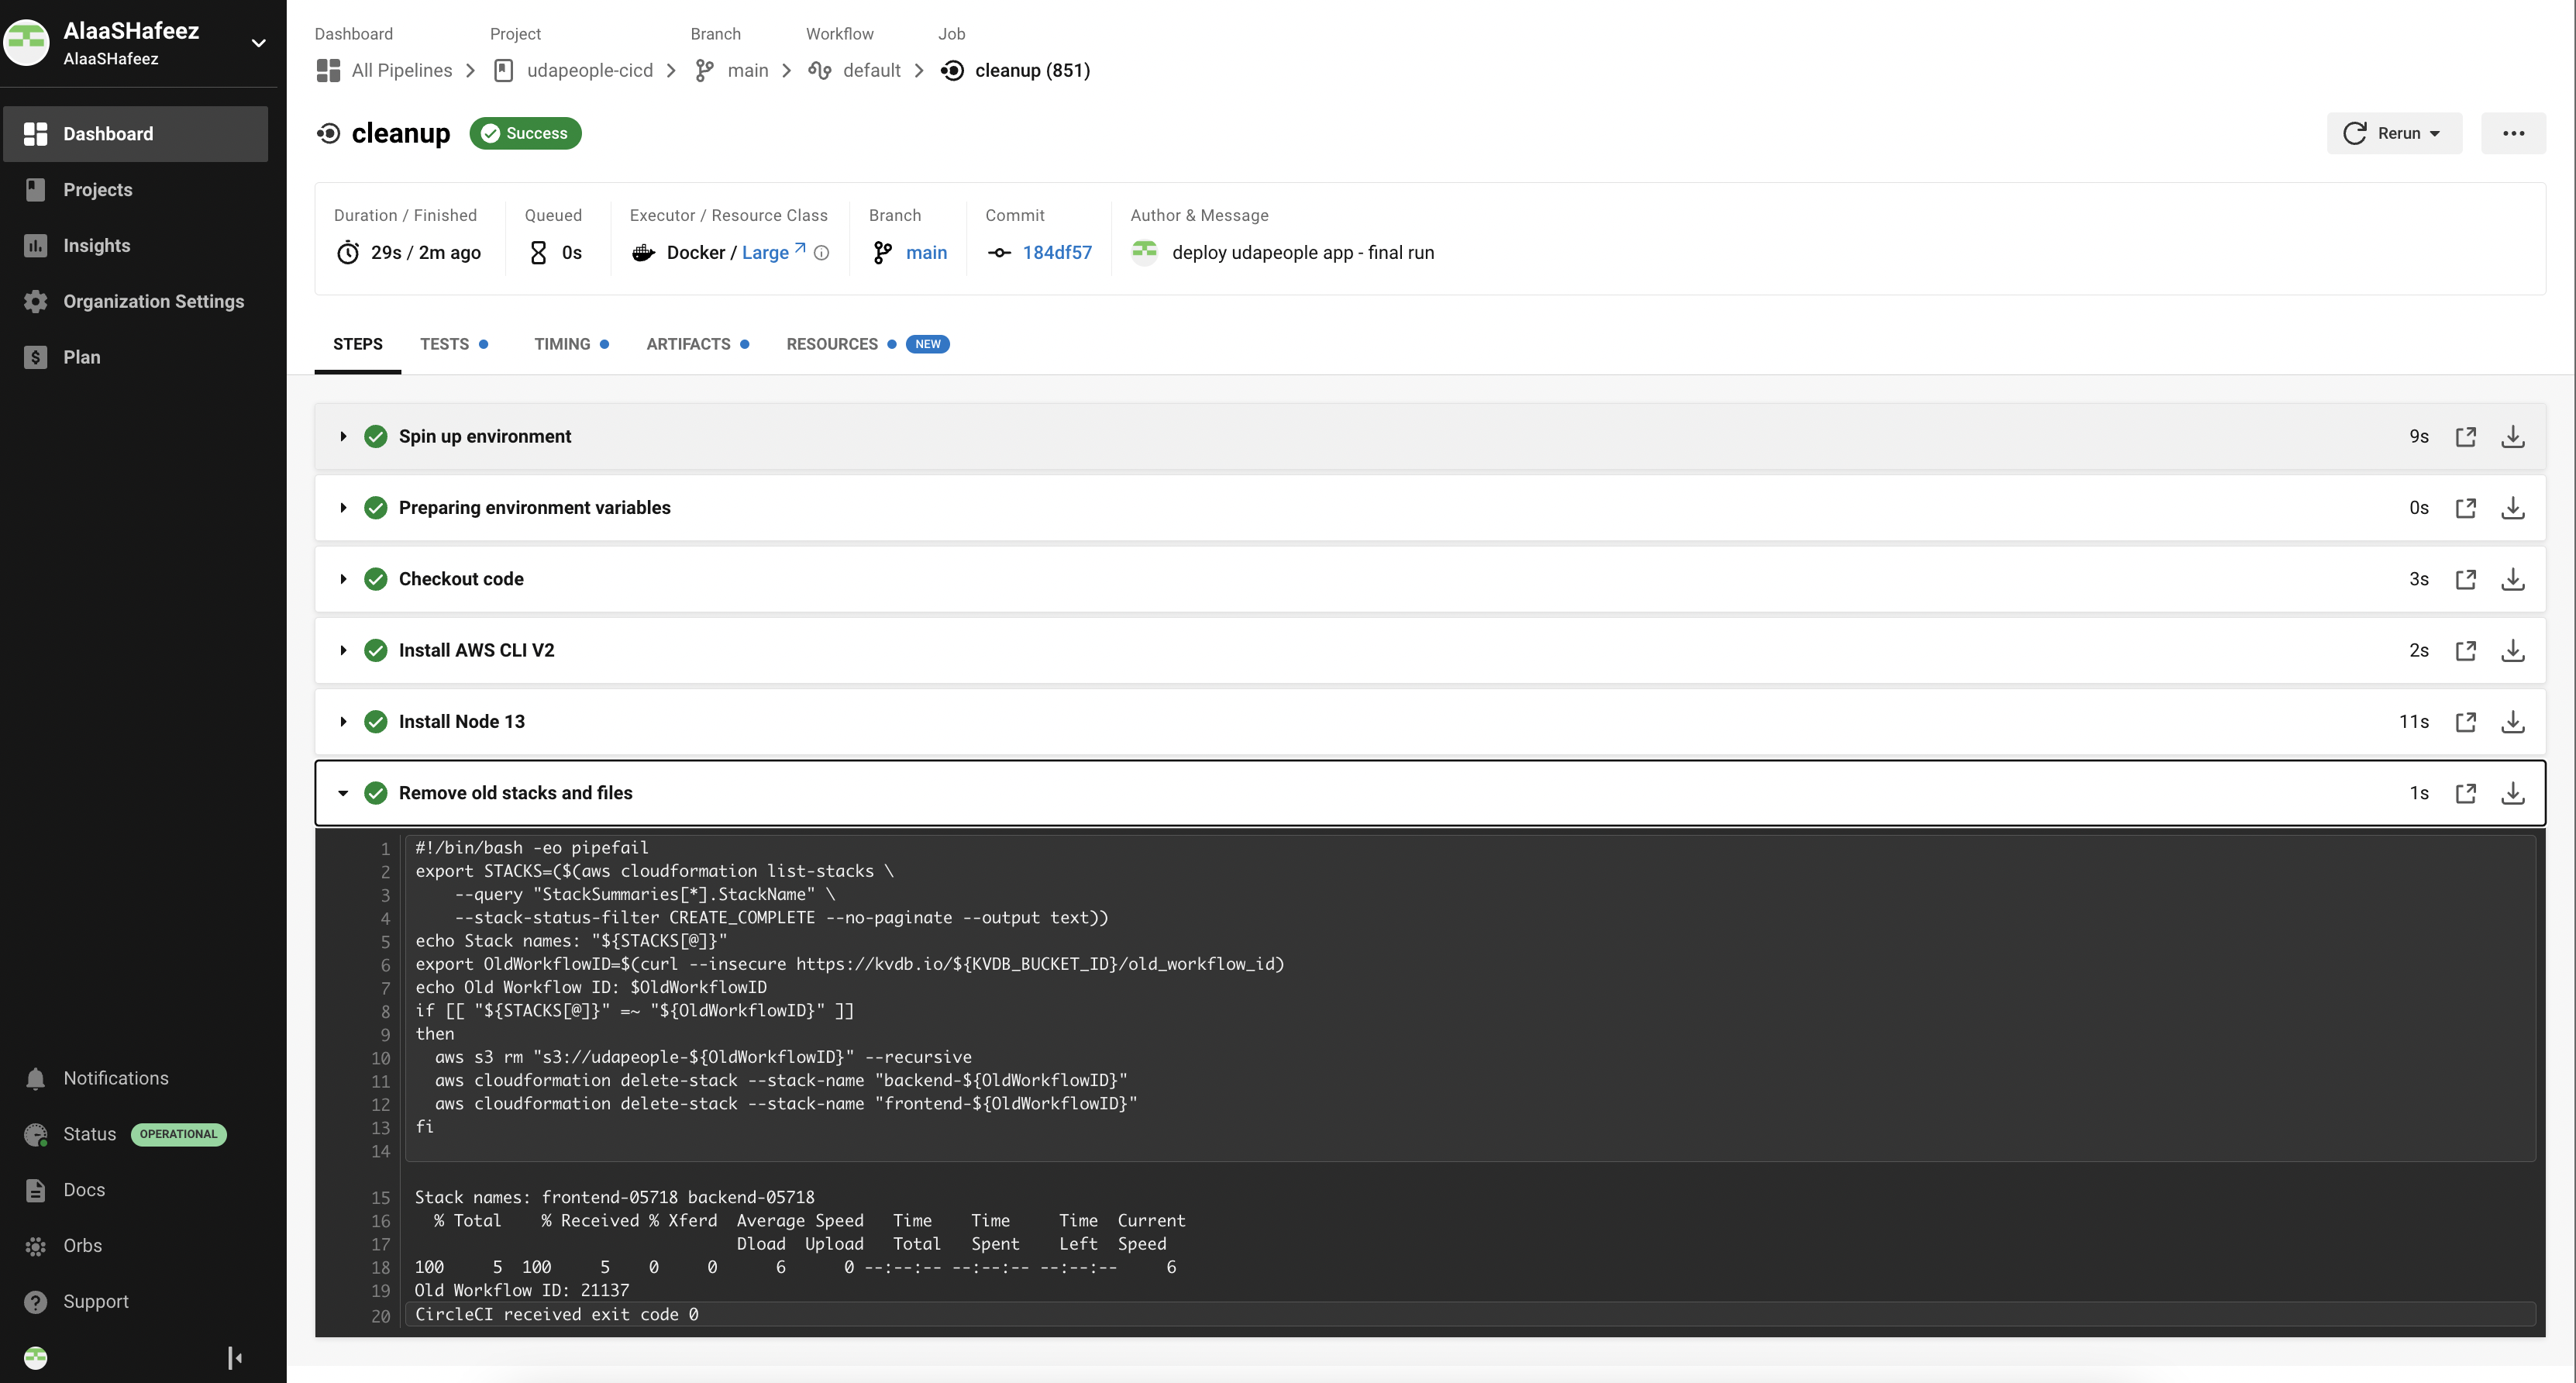 AlaaSHafeez
AlaaSHafeez
Dashboard
Projects
Insights
Organization Settings
Plan
Notifications
Status OPERATIONAL
Docs
Orbs
Support
Dashboard Project Branch Workflow Job
All Pipelines udapeople-cicd main default cleanup (851)
cleanup Success
Rerun
Duration / Finished Queued Executor / Resource Class Branch Commit Author & Message
29s / 2m ago 0s Docker / Large main 184df57 deploy udapeople app - final run
STEPS TESTS TIMING ARTIFACTS RESOURCES NEW
Spin up environment 9s
Preparing environment variables 0s
Checkout code 3s
Install AWS CLI V2 2s
Install Node 13 11s
Remove old stacks and files 1s
1 #!/bin/bash -eo pipefail
2 export STACKS=($(aws cloudformation list-stacks \
3 --query "StackSummaries[*].StackName" \
4 --stack-status-filter CREATE_COMPLETE --no-paginate --output text))
5 echo Stack names: "${STACKS[@]}"
6 export OldWorkflowID=$(curl --insecure https://kvdb.io/${KVDB_BUCKET_ID}/old_workflow_id)
7 echo Old Workflow ID: $OldWorkflowID
8 if [[ "${STACKS[@]}" =~ "${OldWorkflowID}" ]]
9 then
10 aws s3 rm "s3://udapeople-${OldWorkflowID}" --recursive
11 aws cloudformation delete-stack --stack-name "backend-${OldWorkflowID}"
12 aws cloudformation delete-stack --stack-name "frontend-${OldWorkflowID}"
13 fi
14
15 Stack names: frontend-05718 backend-05718
16 % Total % Received % Xferd Average Speed Time Time Time Current
17 Dload Upload Total Spent Left Speed
18 100 5 100 5 0 0 6 0 --:--:-- --:--:-- --:--:-- 6
19 Old Workflow ID: 21137
20 CircleCI received exit code 0